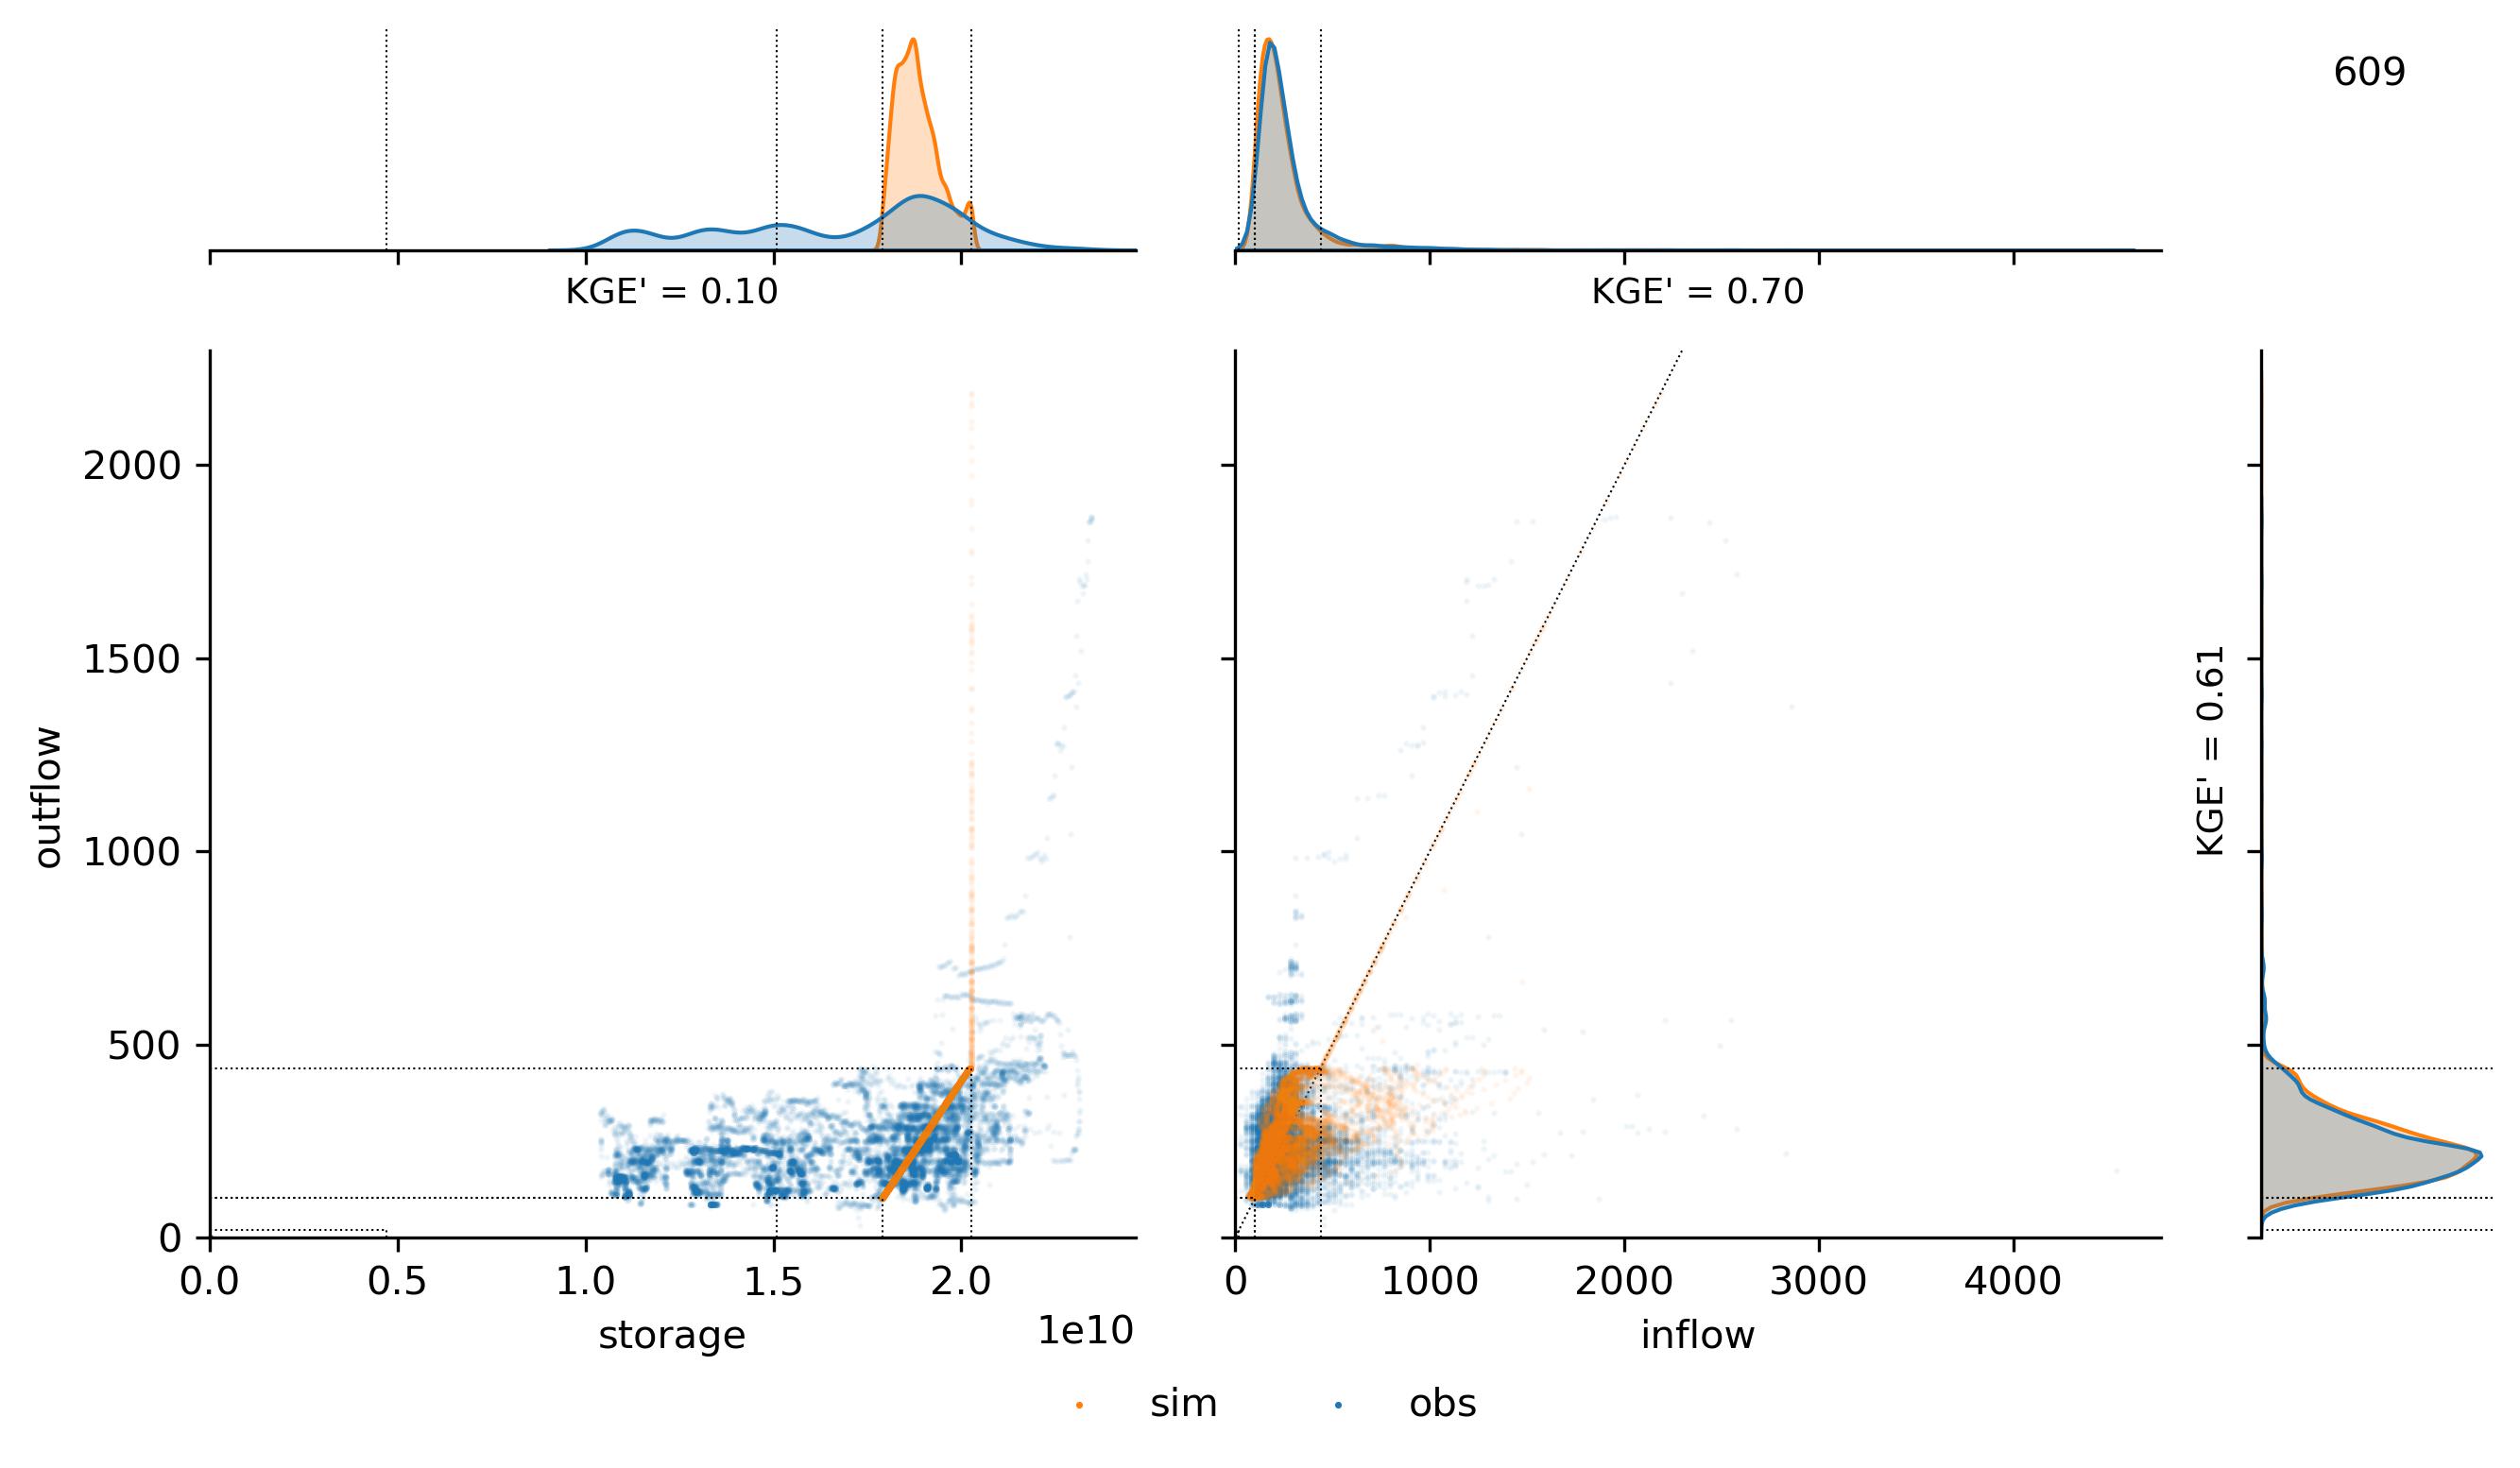 609
KGE' = 0.10
KGE' = 0.70
outflow
2000
1500
1000
500
0
KGE' = 0.61
0.0 0.5 1.0 1.5 2.0
0 1000 2000 3000 4000
1e10
storage
inflow
sim
obs